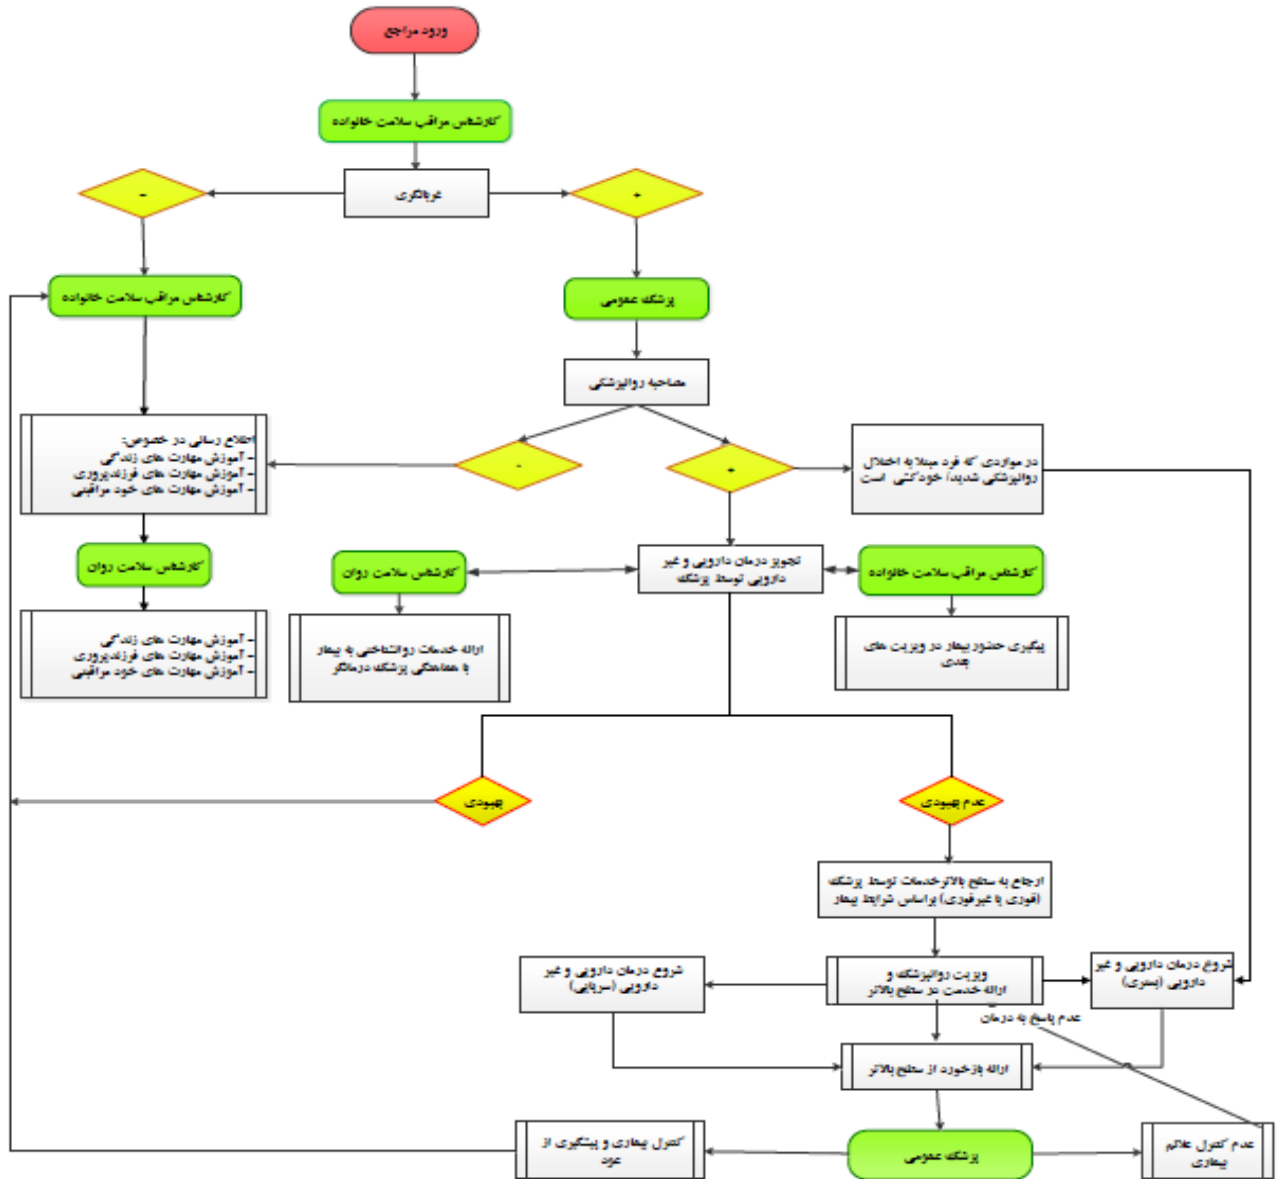 ورود مراجع
کارشناس مراقب سلامت خانواده
-
غربالگری
+
کارشناس مراقب سلامت خانواده
پزشک عمومی
مصاحبه روانپزشکی
اطلاع رسانی در خصوص:
- آموزش مهارت های زندگی
- آموزش مهارت های فرزندپروری
- آموزش مهارت های خود مراقبتی
-
+
در مواردی که فرد مبتلا به اختلال
روانپزشکی شدید/ خودکشی است
کارشناس سلامت روان
کارشناس سلامت روان
تجویز درمان دارویی و غیر
دارویی توسط پزشک
کارشناس مراقب سلامت خانواده
- آموزش مهارت های زندگی
- آموزش مهارت های فرزندپروری
- آموزش مهارت های خود مراقبتی
ارائه خدمات روانشناختی به بیمار
با هماهنگی پزشک درمانگر
پیگیری حضور بیمار در ویزیت های
بعدی
بهبودی
عدم بهبودی
ارجاع به سطح بالاترخدمات توسط پزشک
(فوری یا غیرفوری) براساس شرایط بیمار
شروع درمان دارویی و غیر
دارویی (سرپایی)
ویزیت روانپزشک و
ارائه خدمت در سطح بالاتر
شروع درمان دارویی و غیر
دارویی (بستری)
عدم پاسخ به درمان
ارائه بازخورد از سطح بالاتر
کنترل بیماری و پیشگیری از
عود
پزشک عمومی
عدم کنترل علائم
بیماری